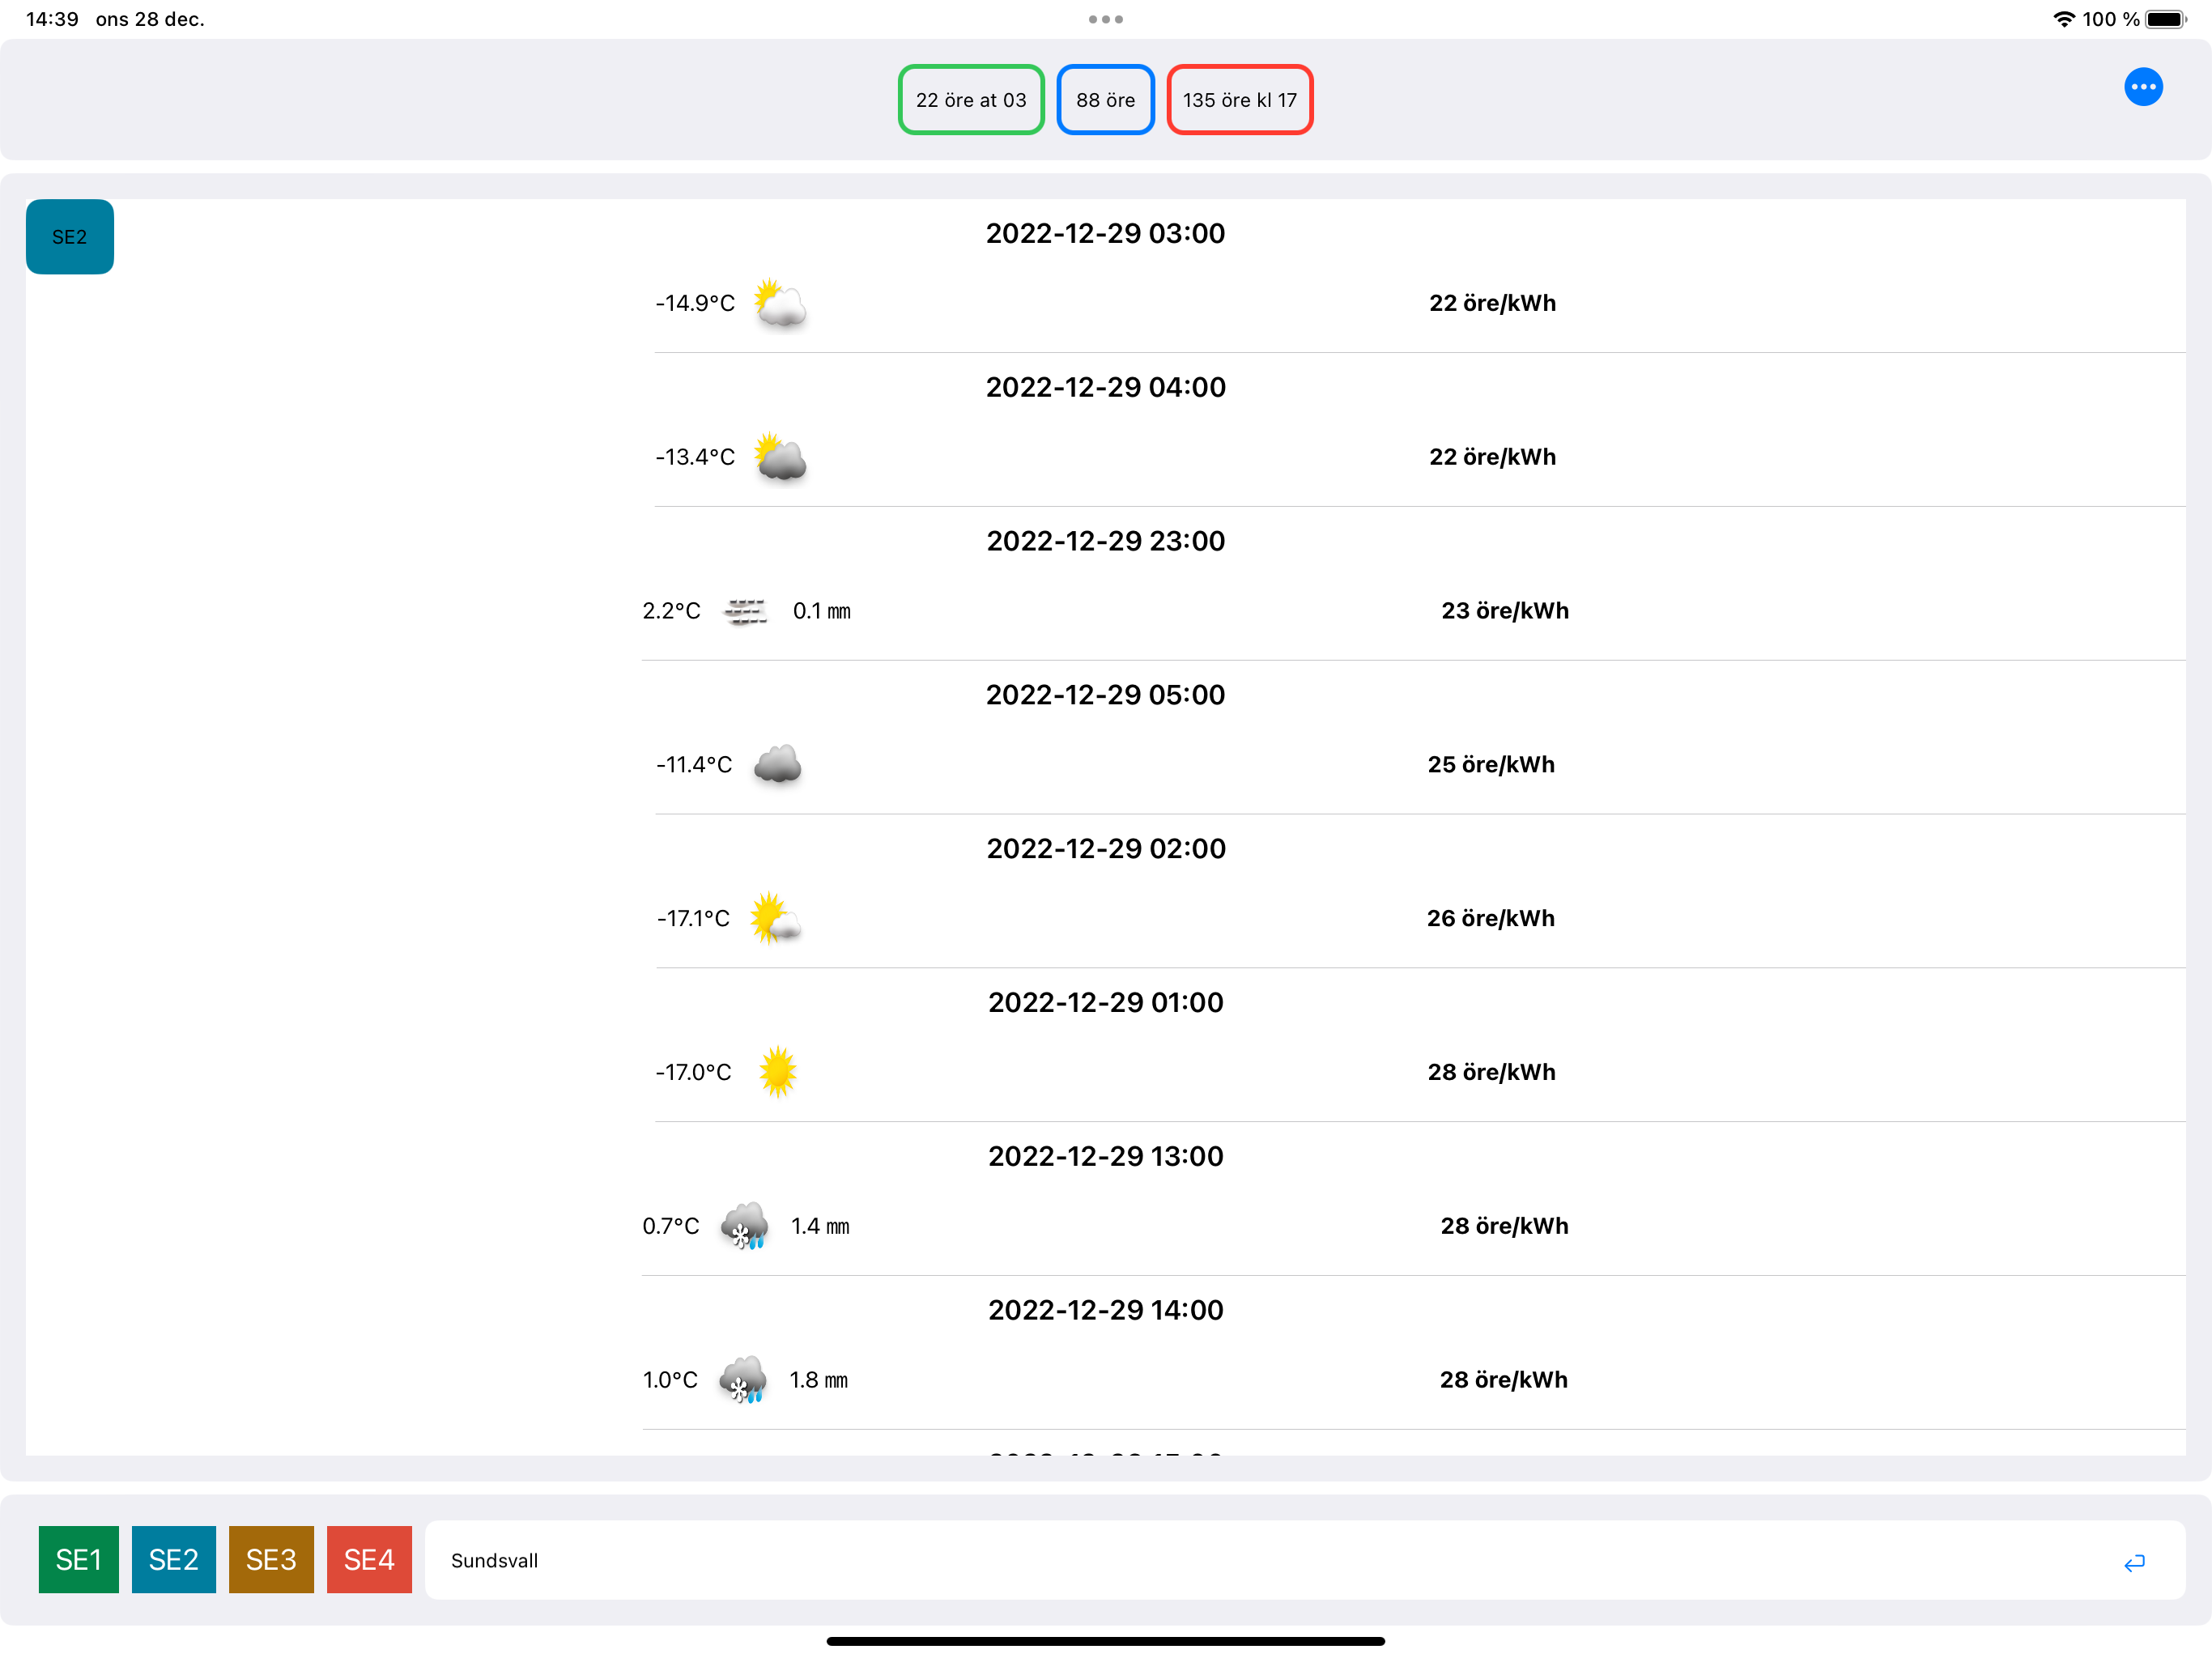 14:39 ons 28 dec.
100 %
22 öre at 03
88 öre
135 öre kl 17
SE2
2022-12-29 03:00
-14.9°C
22 öre/kWh
2022-12-29 04:00
-13.4°C
22 öre/kWh
2022-12-29 23:00
2.2°C 0.1 mm
23 öre/kWh
2022-12-29 05:00
-11.4°C
25 öre/kWh
2022-12-29 02:00
-17.1°C
26 öre/kWh
2022-12-29 01:00
-17.0°C
28 öre/kWh
2022-12-29 13:00
0.7°C 1.4 mm
28 öre/kWh
2022-12-29 14:00
1.0°C 1.8 mm
28 öre/kWh
SE1 SE2 SE3 SE4 Sundsvall